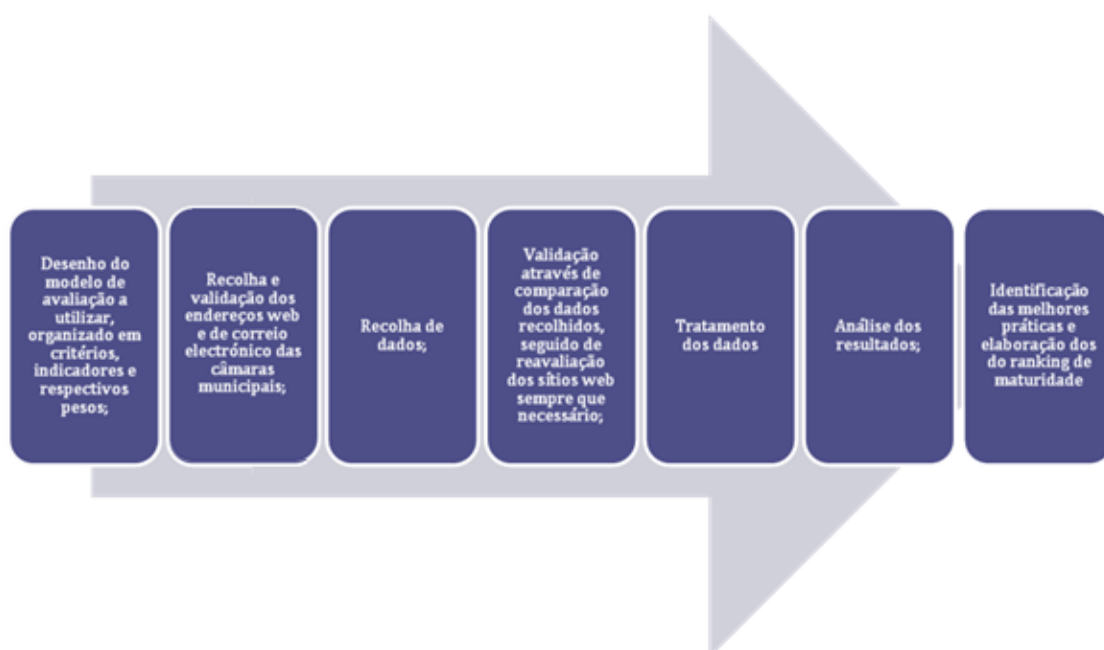 Desenho do
modelo de
avaliação a
utilizar,
organizado em
critérios,
indicadores e
respectivos
pesos;
Recolha e
validação dos
endereços web
e de correio
electrónico das
câmaras
municipais;
Recolha de
dados;
Validação
através de
comparação
dos dados
recolhidos,
seguido de
reavaliação
dos sítios web
sempre que
necessário;
Tratamento
dos dados
Análise dos
resultados;
Identificação
das melhores
práticas e
elaboração dos
do ranking de
maturidade